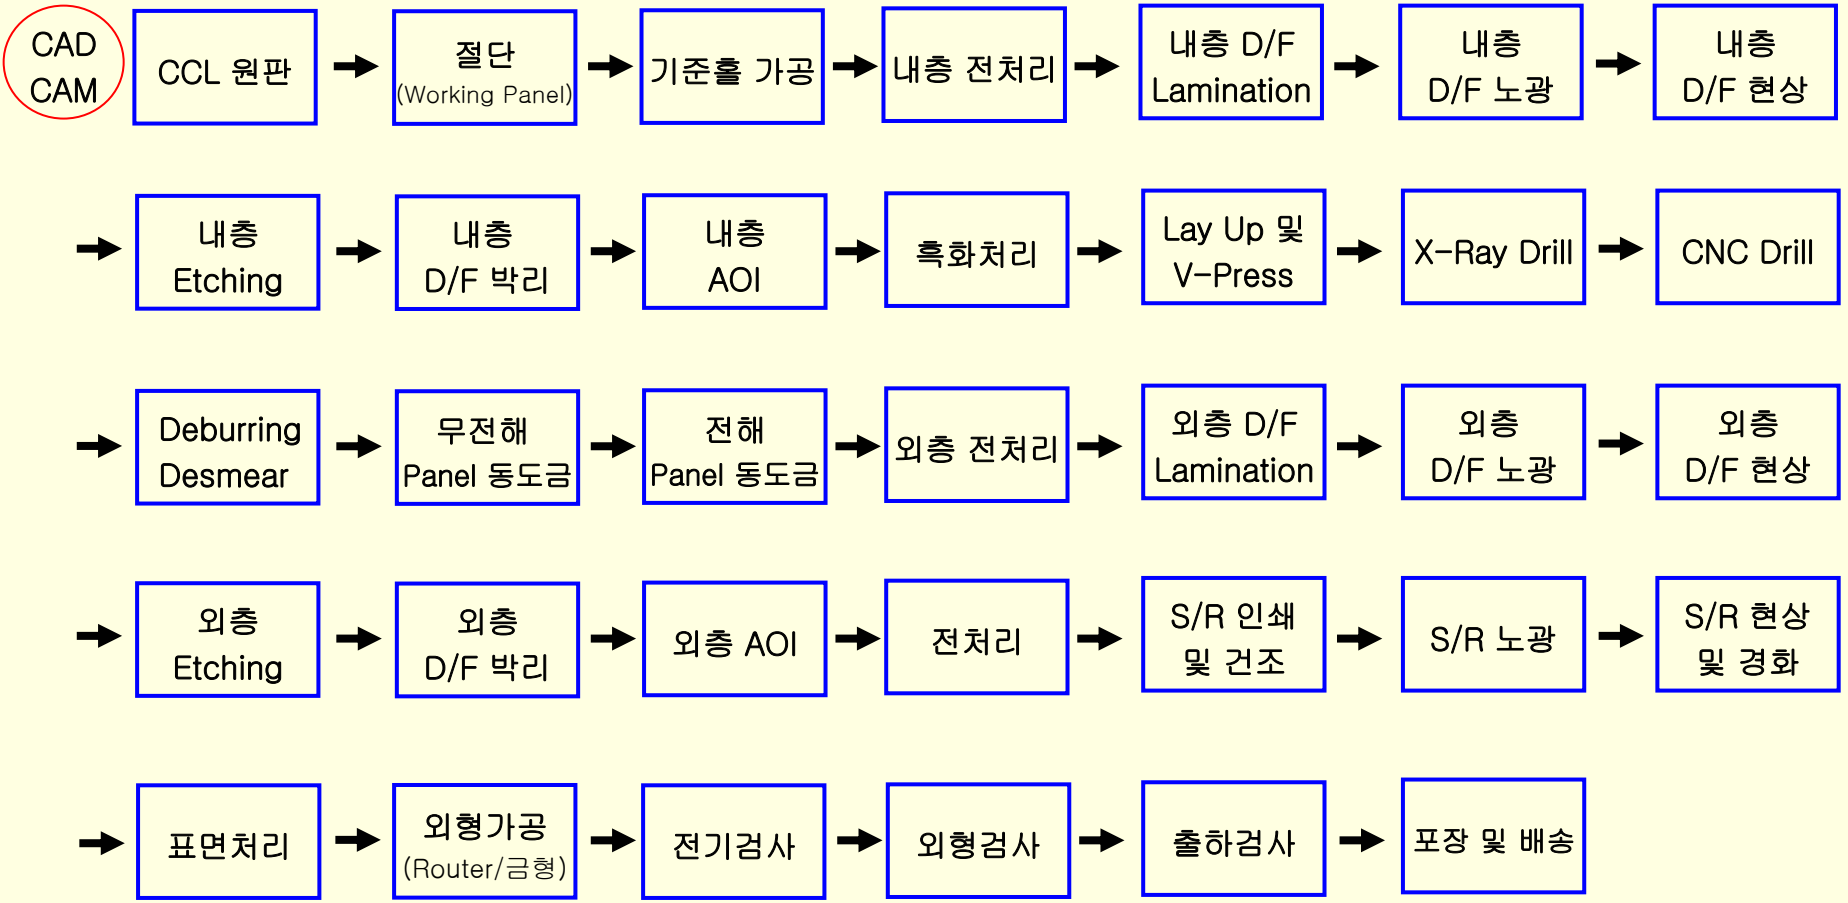 CAD
CAM
CCL 원판
절단
(Working Panel)
기준홀 가공
내층 전처리
내층 D/F
Lamination
내층
D/F 노광
내층
D/F 현상
내층
Etching
내층
D/F 박리
내층
AOI
흑화처리
Lay Up 및
V-Press
X-Ray Drill
CNC Drill
Deburring
Desmear
무전해
Panel 동도금
전해
Panel 동도금
외층 전처리
외층 D/F
Lamination
외층
D/F 노광
외층
D/F 현상
외층
Etching
외층
D/F 박리
외층 AOI
전처리
S/R 인쇄
및 건조
S/R 노광
S/R 현상
및 경화
표면처리
외형가공
(Router/금형)
전기검사
외형검사
출하검사
포장 및 배송